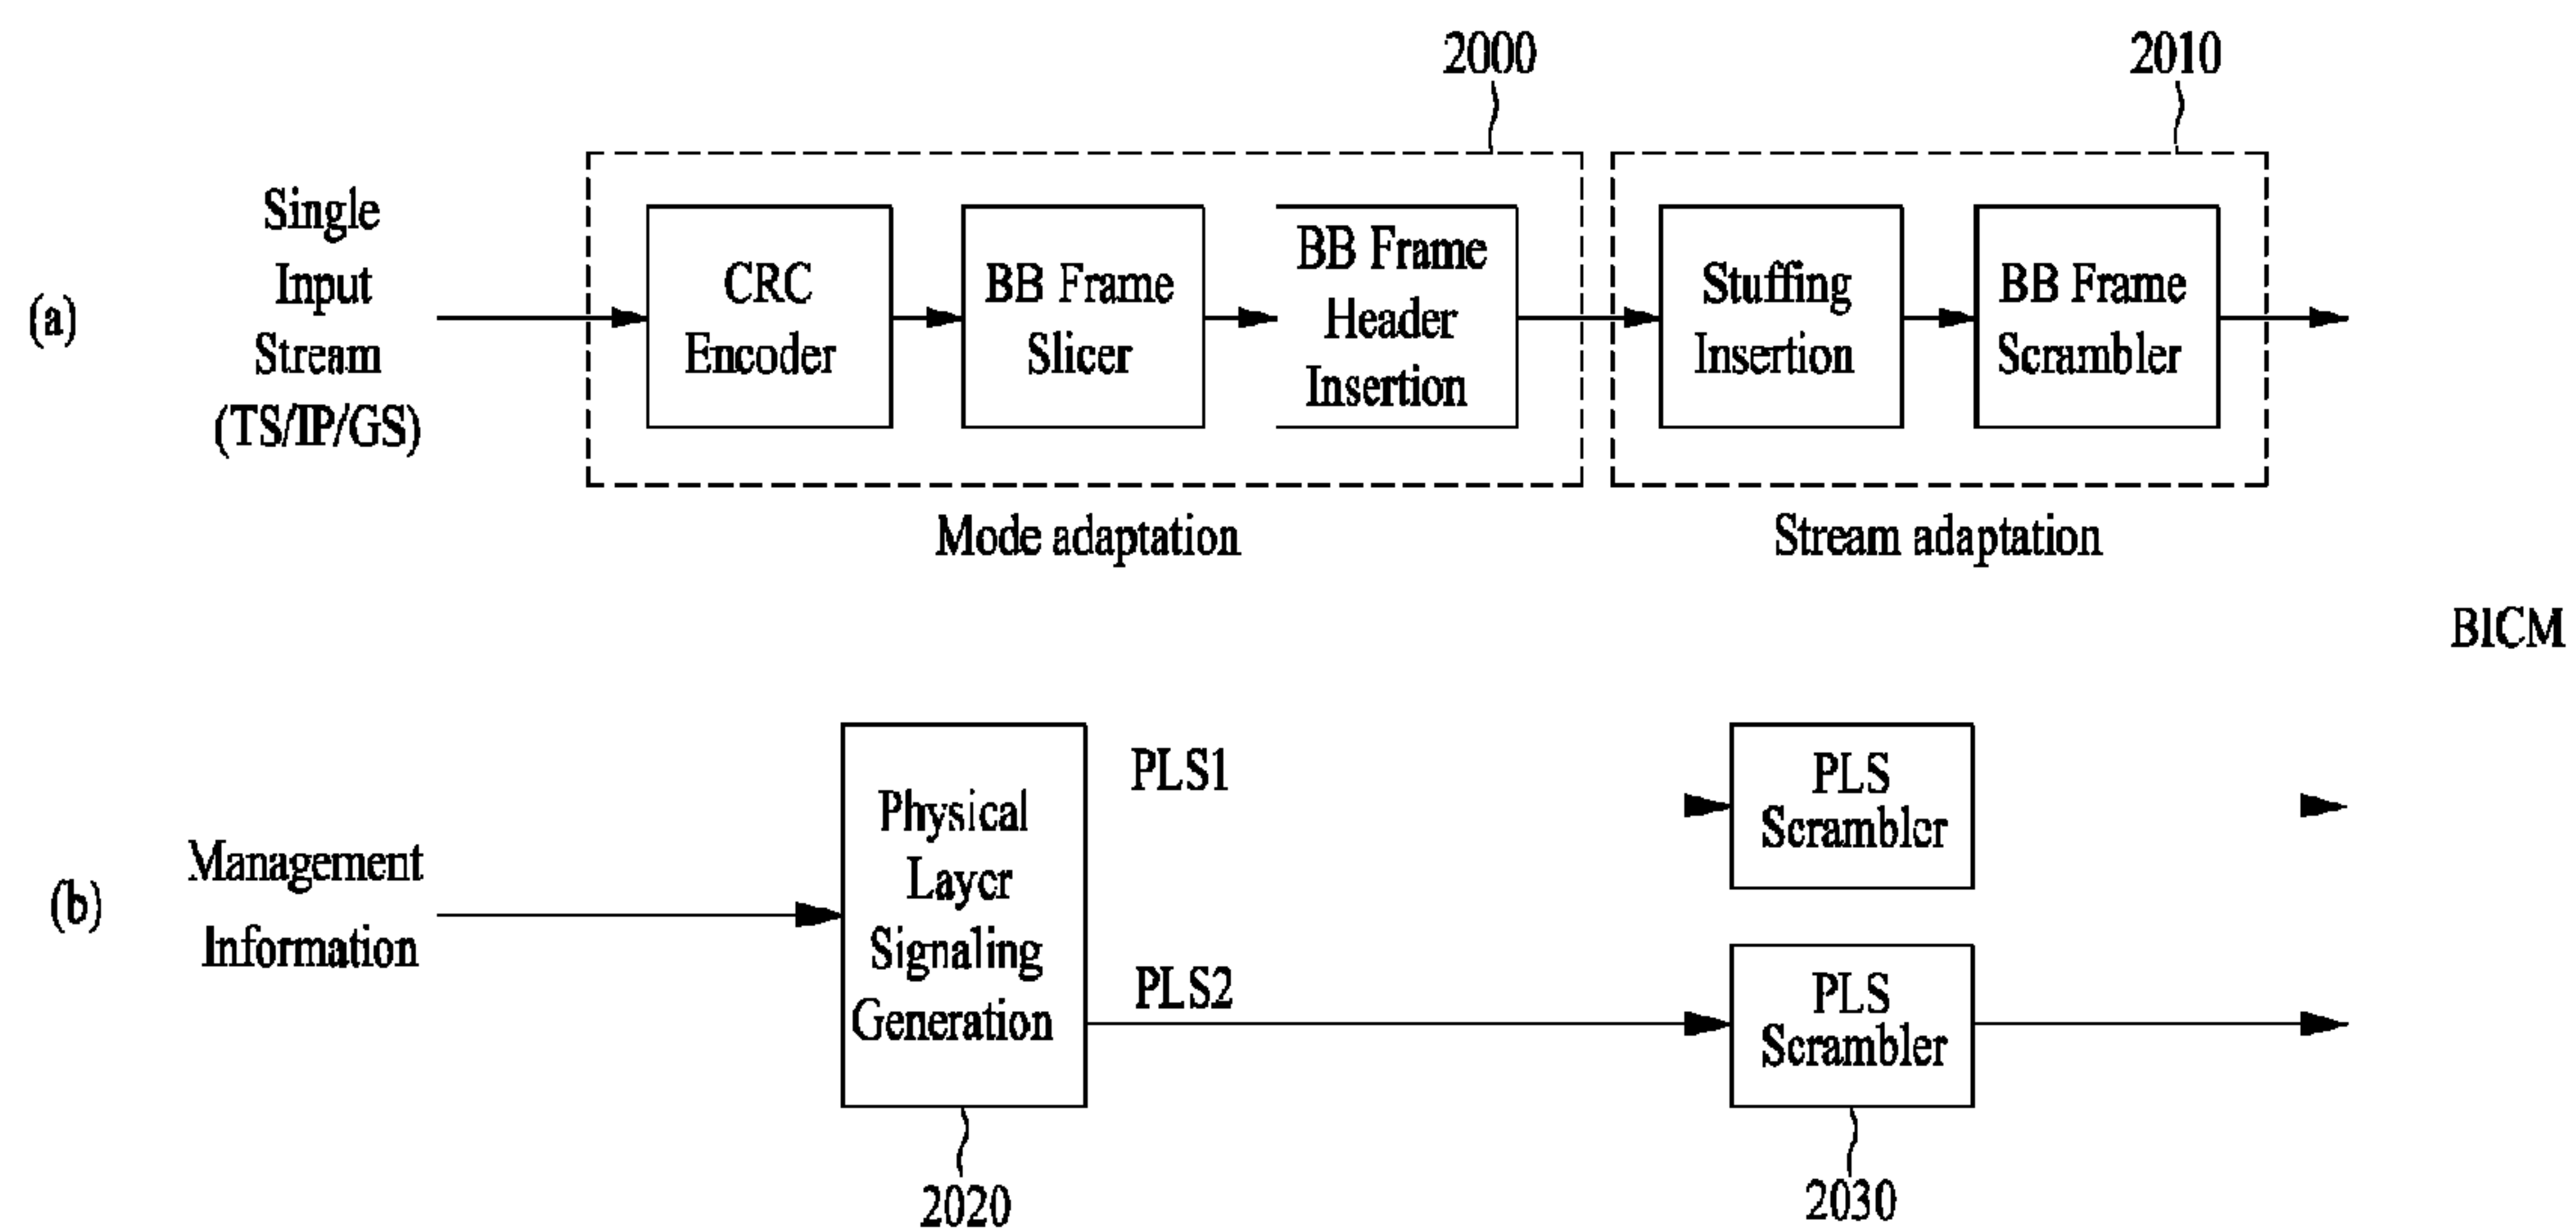 2000
2010
(a)
Single
Input
Stream
(TS/IP/GS)
CRC
Encoder
BB Frame
Slicer
BB Frame
Header
Insertion
Stuffing
Insertion
BB Frame
Scrambler
Mode adaptation
Stream adaptation
BICM
(b)
Management
Information
Physical
Layer
Signaling
Generation
PLS1
PLS2
PLS
Scrambler
PLS
Scrambler
2020
2030